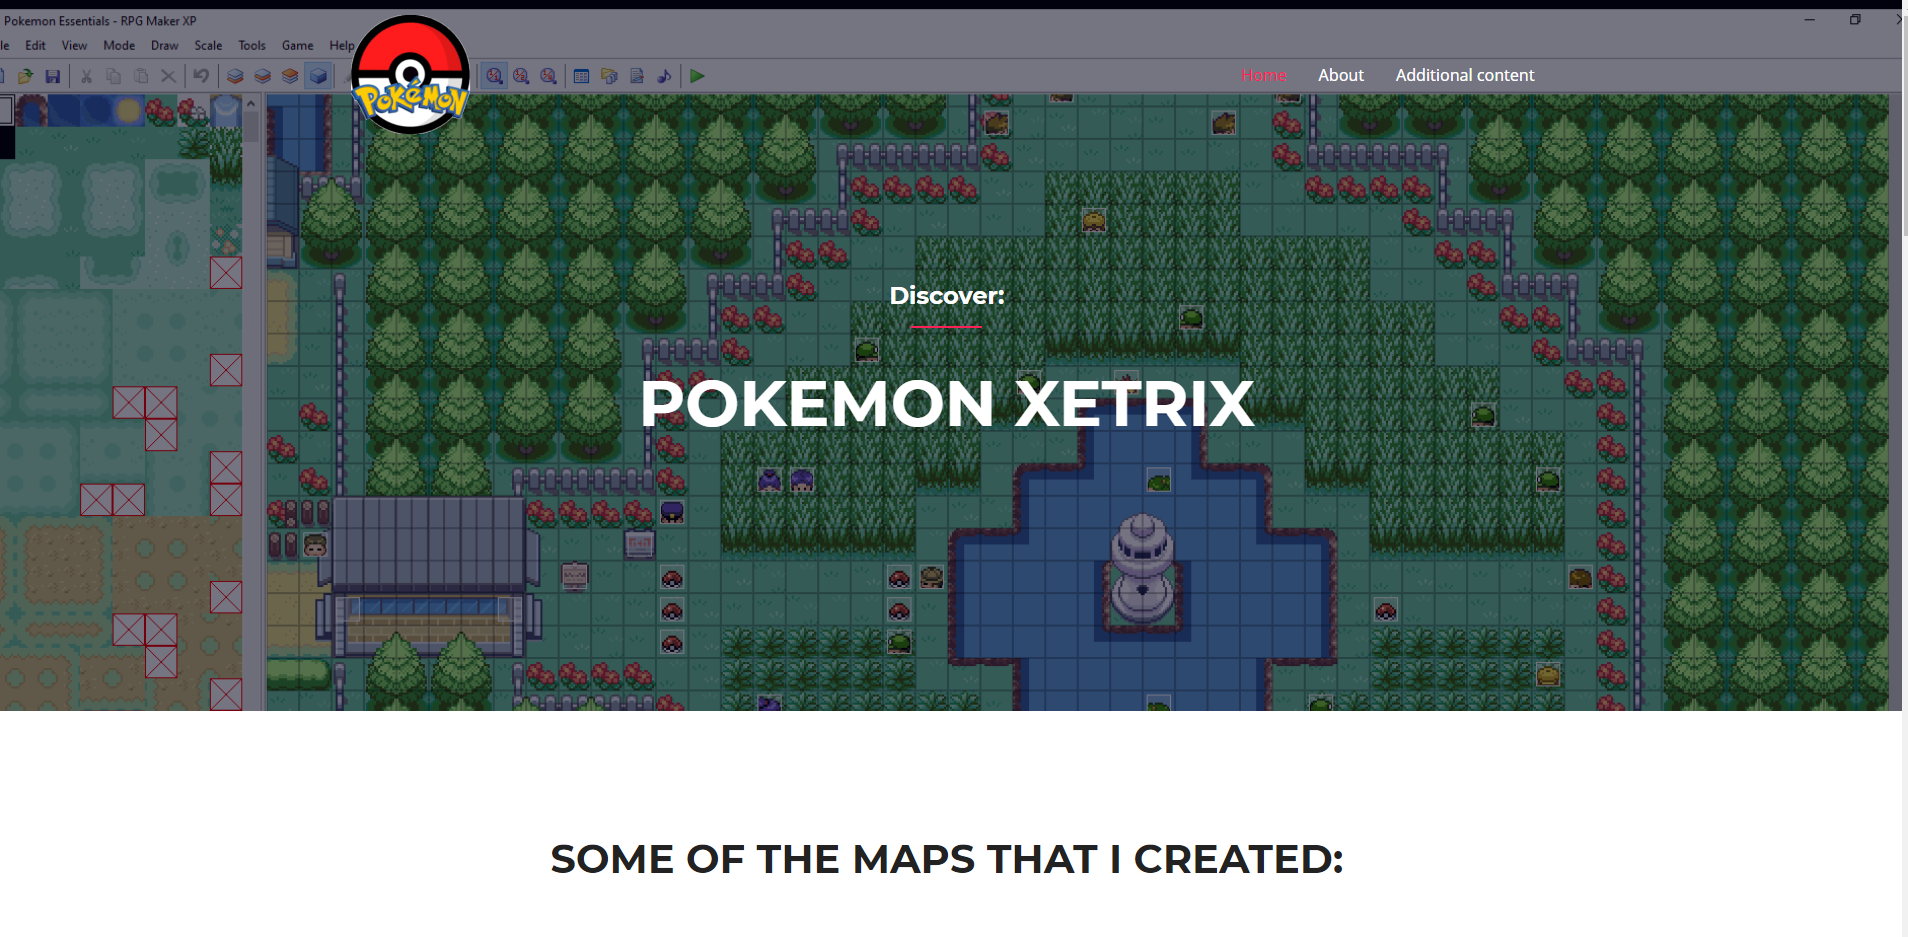 Pokemon Essentials - RPG Maker XP
le Edit View Mode Draw Scale Tools Game Help
POKéMON
Home About Additional content
Discover:
POKEMON XETRIX
SOME OF THE MAPS THAT I CREATED: